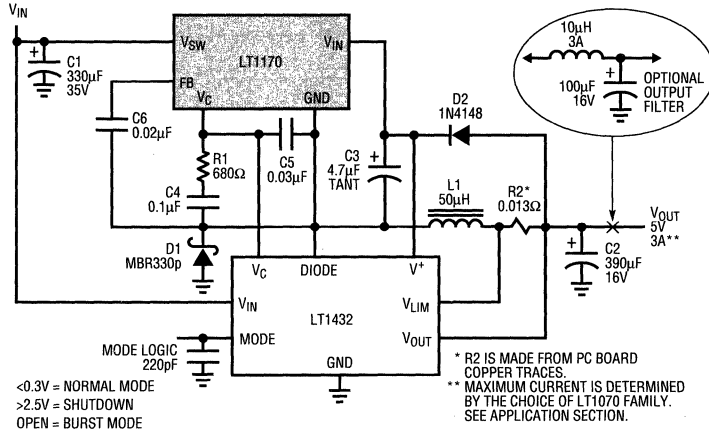 VIN
C1
330µF
35V
VSW
VIN
LT1170
FB
VC
GND
C6
0.02µF
R1
680Ω
C5
0.03µF
C4
0.1µF
C3
4.7µF
TANT
D2
1N4148
L1
50µH
R2*
0.013Ω
10µH
3A
100µF
16V
OPTIONAL
OUTPUT
FILTER
VOUT
5V
3A**
C2
390µF
16V
D1
MBR330p
VC
DIODE
V+
VIN
VLIM
LT1432
MODE
VOUT
GND
MODE LOGIC
220pF
<0.3V = NORMAL MODE
>2.5V = SHUTDOWN
OPEN = BURST MODE
* R2 IS MADE FROM PC BOARD
COPPER TRACES.
** MAXIMUM CURRENT IS DETERMINED
BY THE CHOICE OF LT1070 FAMILY.
SEE APPLICATION SECTION.